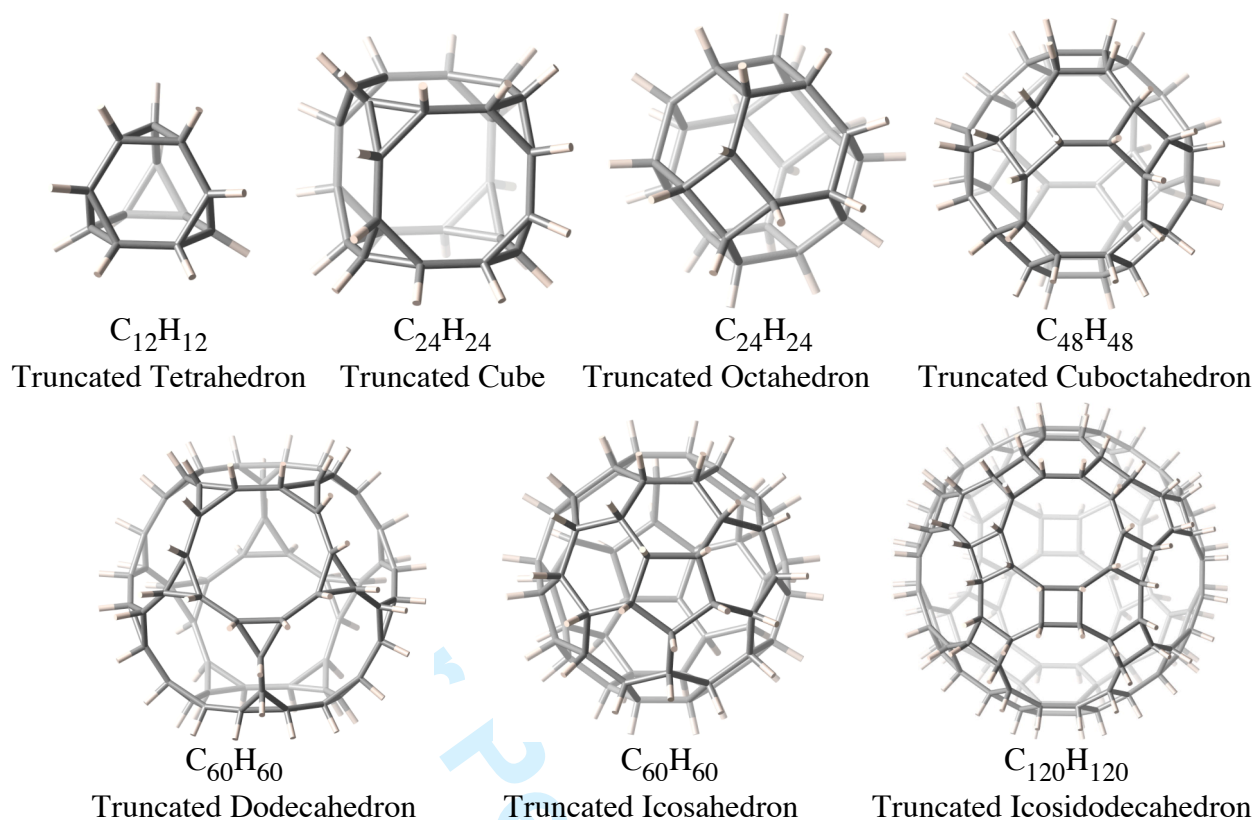 C12H12 C24H24 C24H24 C48H48
Truncated Tetrahedron Truncated Cube Truncated Octahedron Truncated Cuboctahedron
C60H60 C60H60 C120H120
Truncated Dodecahedron Truncated Icosahedron Truncated Icosidodecahedron